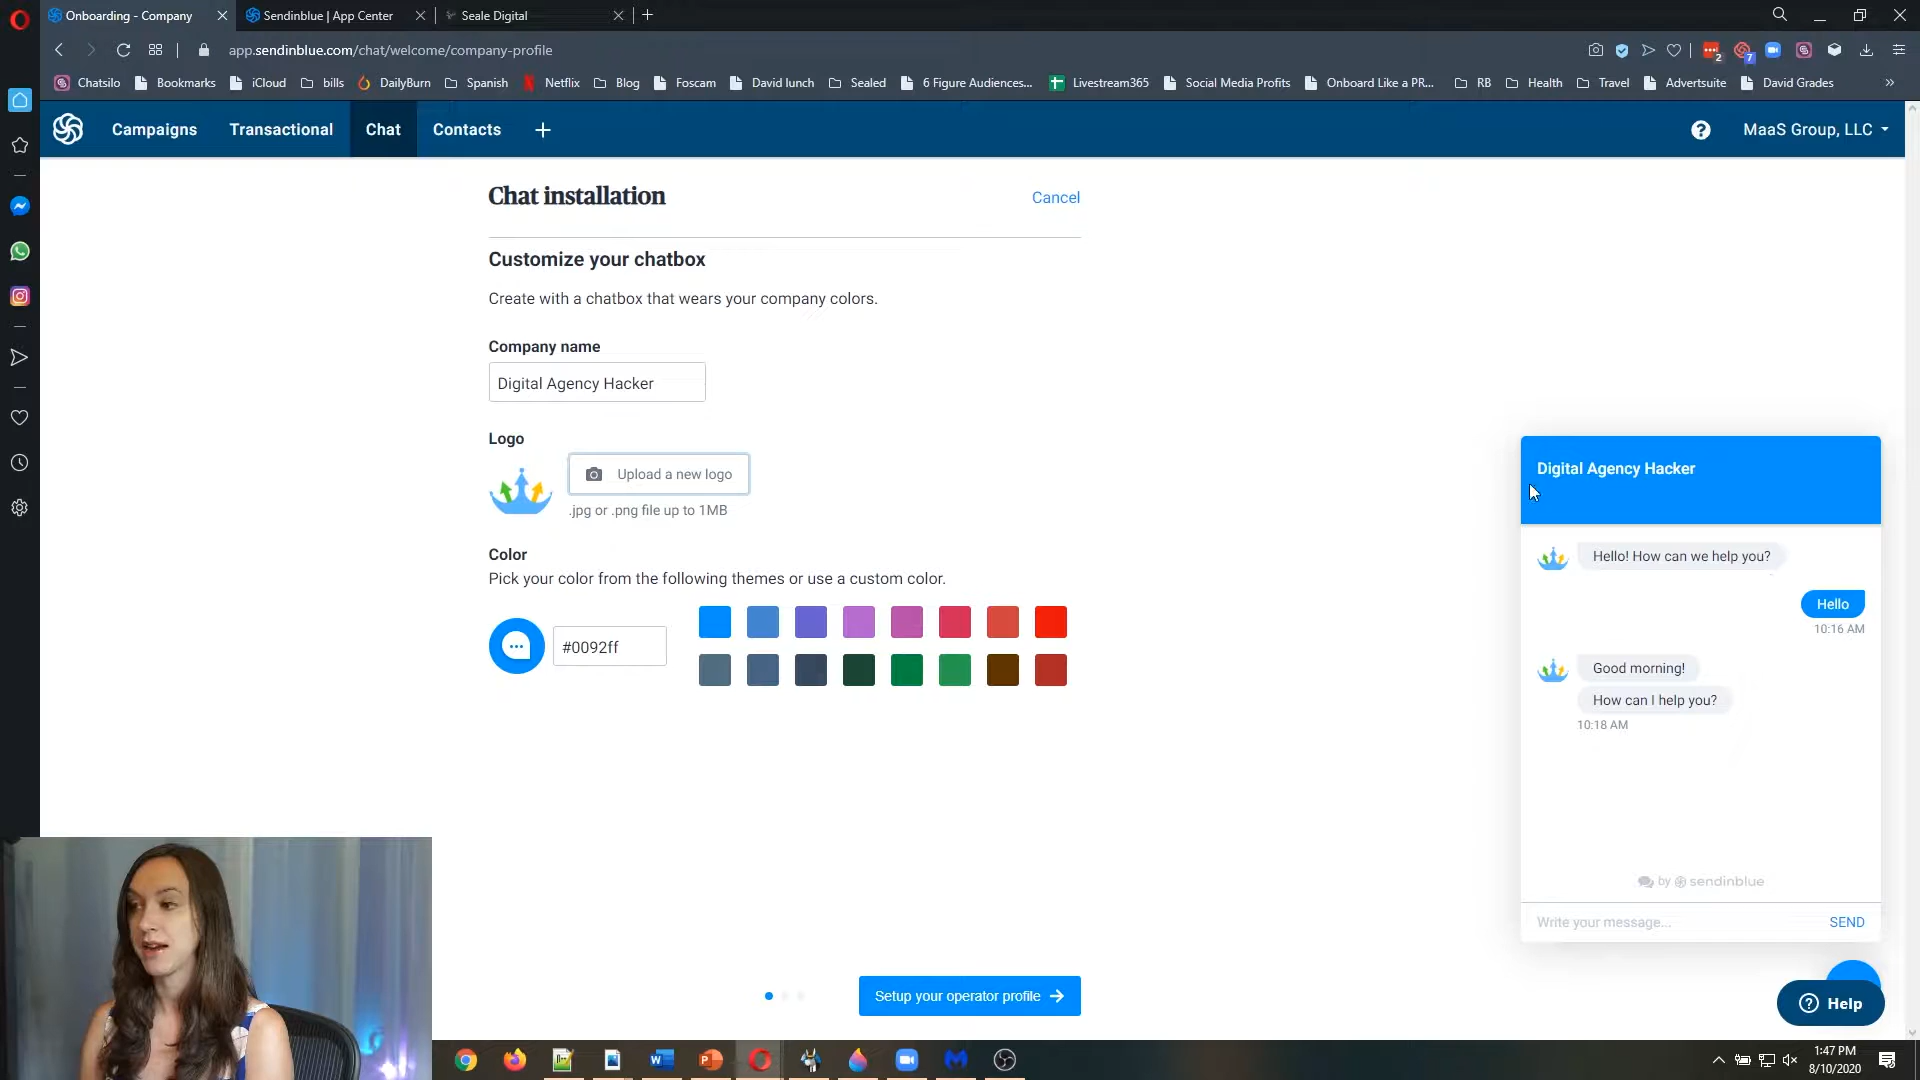 Onboarding - Company
Sendinblue | App Center
Seale Digital
app.sendinblue.com/chat/welcome/company-profile
Chatsilo
Bookmarks
iCloud
bills
DailyBurn
Spanish
Netflix
Blog
Foscam
David lunch
Sealed
6 Figure Audiences...
Livestream365
Social Media Profits
Onboard Like a PR...
RB
Health
Travel
Advertsuite
David Grades
Campaigns
Transactional
Chat
Contacts
MaaS Group, LLC
Chat installation
Cancel
Customize your chatbox
Create with a chatbox that wears your company colors.
Company name
Digital Agency Hacker
Logo
Upload a new logo
.jpg or .png file up to 1MB
Color
Pick your color from the following themes or use a custom color.
#0092ff
Setup your operator profile
Digital Agency Hacker
Hello! How can we help you?
Hello
10:16 AM
Good morning!
How can I help you?
10:18 AM
by sendinblue
Write your message...
SEND
Help
1:47 PM
8/10/2020